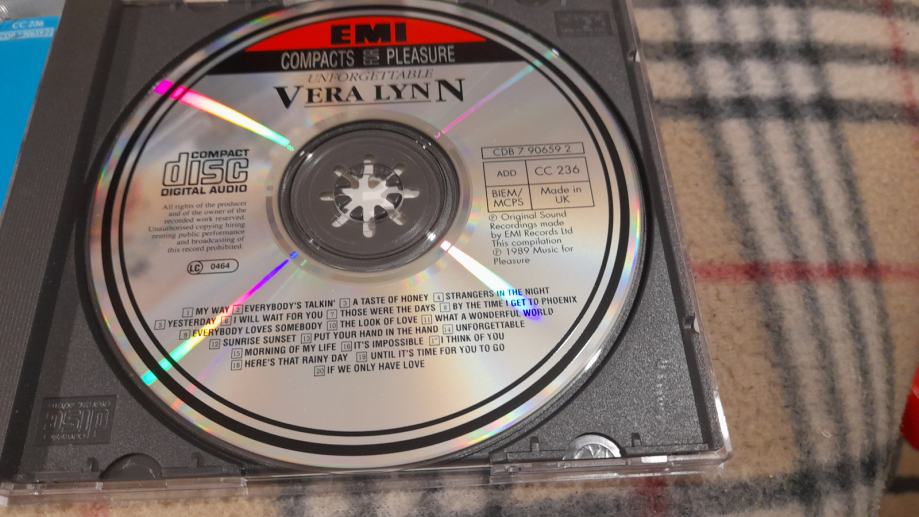 CC 236
EMI
COMPACTS FOR PLEASURE
UNFORGETTABLE
VERA LYNN
COMPACT
disc
DIGITAL AUDIO
All rights of the producer
and of the owner of the
recorded work reserved.
Unauthorised copying hiring
renting public performance
and broadcasting of
this record prohibited.
LC 0464
CDB 7 90659 2
ADD CC 236
BIEM/ MCPS Made in UK
℗ Original Sound
Recordings made
by EMI Records Ltd
This compilation
℗ 1989 Music for
Pleasure
1 MY WAY 2 EVERYBODY'S TALKIN' 3 A TASTE OF HONEY 4 STRANGERS IN THE NIGHT
5 YESTERDAY 6 I WILL WAIT FOR YOU 7 THOSE WERE THE DAYS 8 BY THE TIME I GET TO PHOENIX
9 EVERYBODY LOVES SOMEBODY 10 THE LOOK OF LOVE 11 WHAT A WONDERFUL WORLD
12 SUNRISE SUNSET 13 PUT YOUR HAND IN THE HAND 14 UNFORGETTABLE
15 MORNING OF MY LIFE 16 IT'S IMPOSSIBLE 17 I THINK OF YOU
18 HERE'S THAT RAINY DAY 19 UNTIL IT'S TIME FOR YOU TO GO
20 IF WE ONLY HAVE LOVE